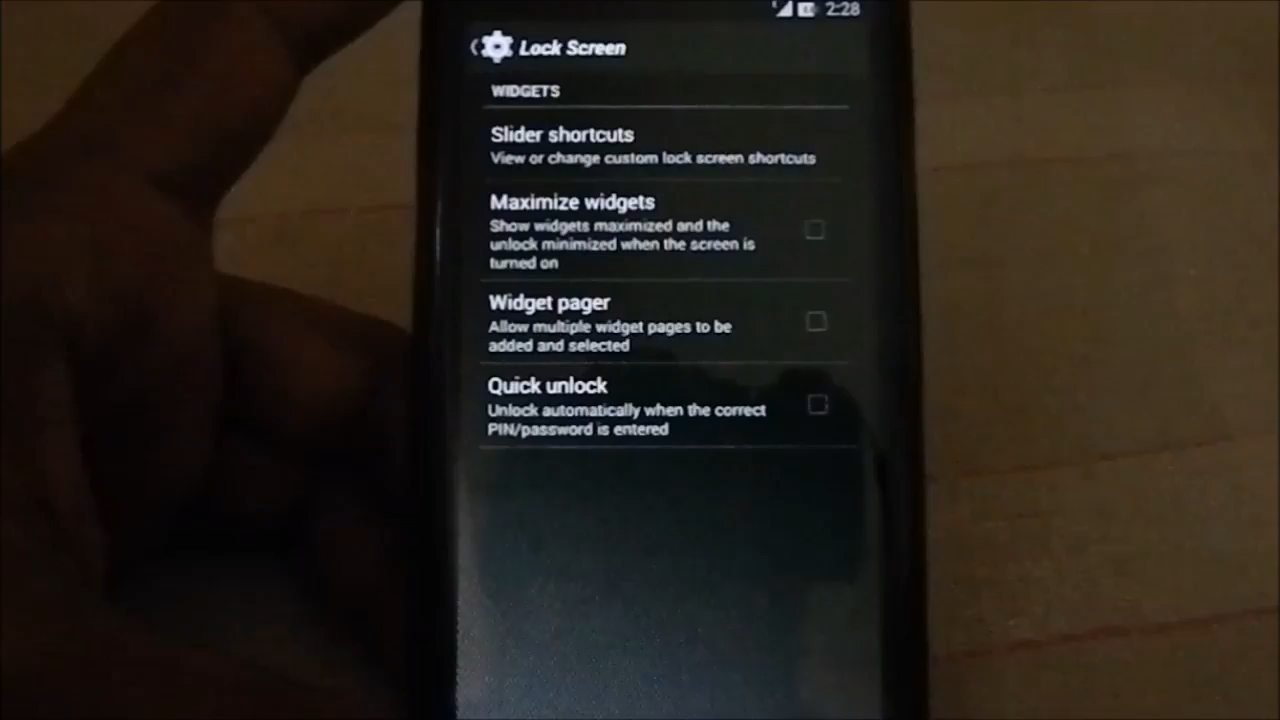 2:28
Lock Screen
WIDGETS
Slider shortcuts
View or change custom lock screen shortcuts
Maximize widgets
Show widgets maximized and the
unlock minimized when the screen is
turned on
Widget pager
Allow multiple widget pages to be
added and selected
Quick unlock
Unlock automatically when the correct
PIN/password is entered